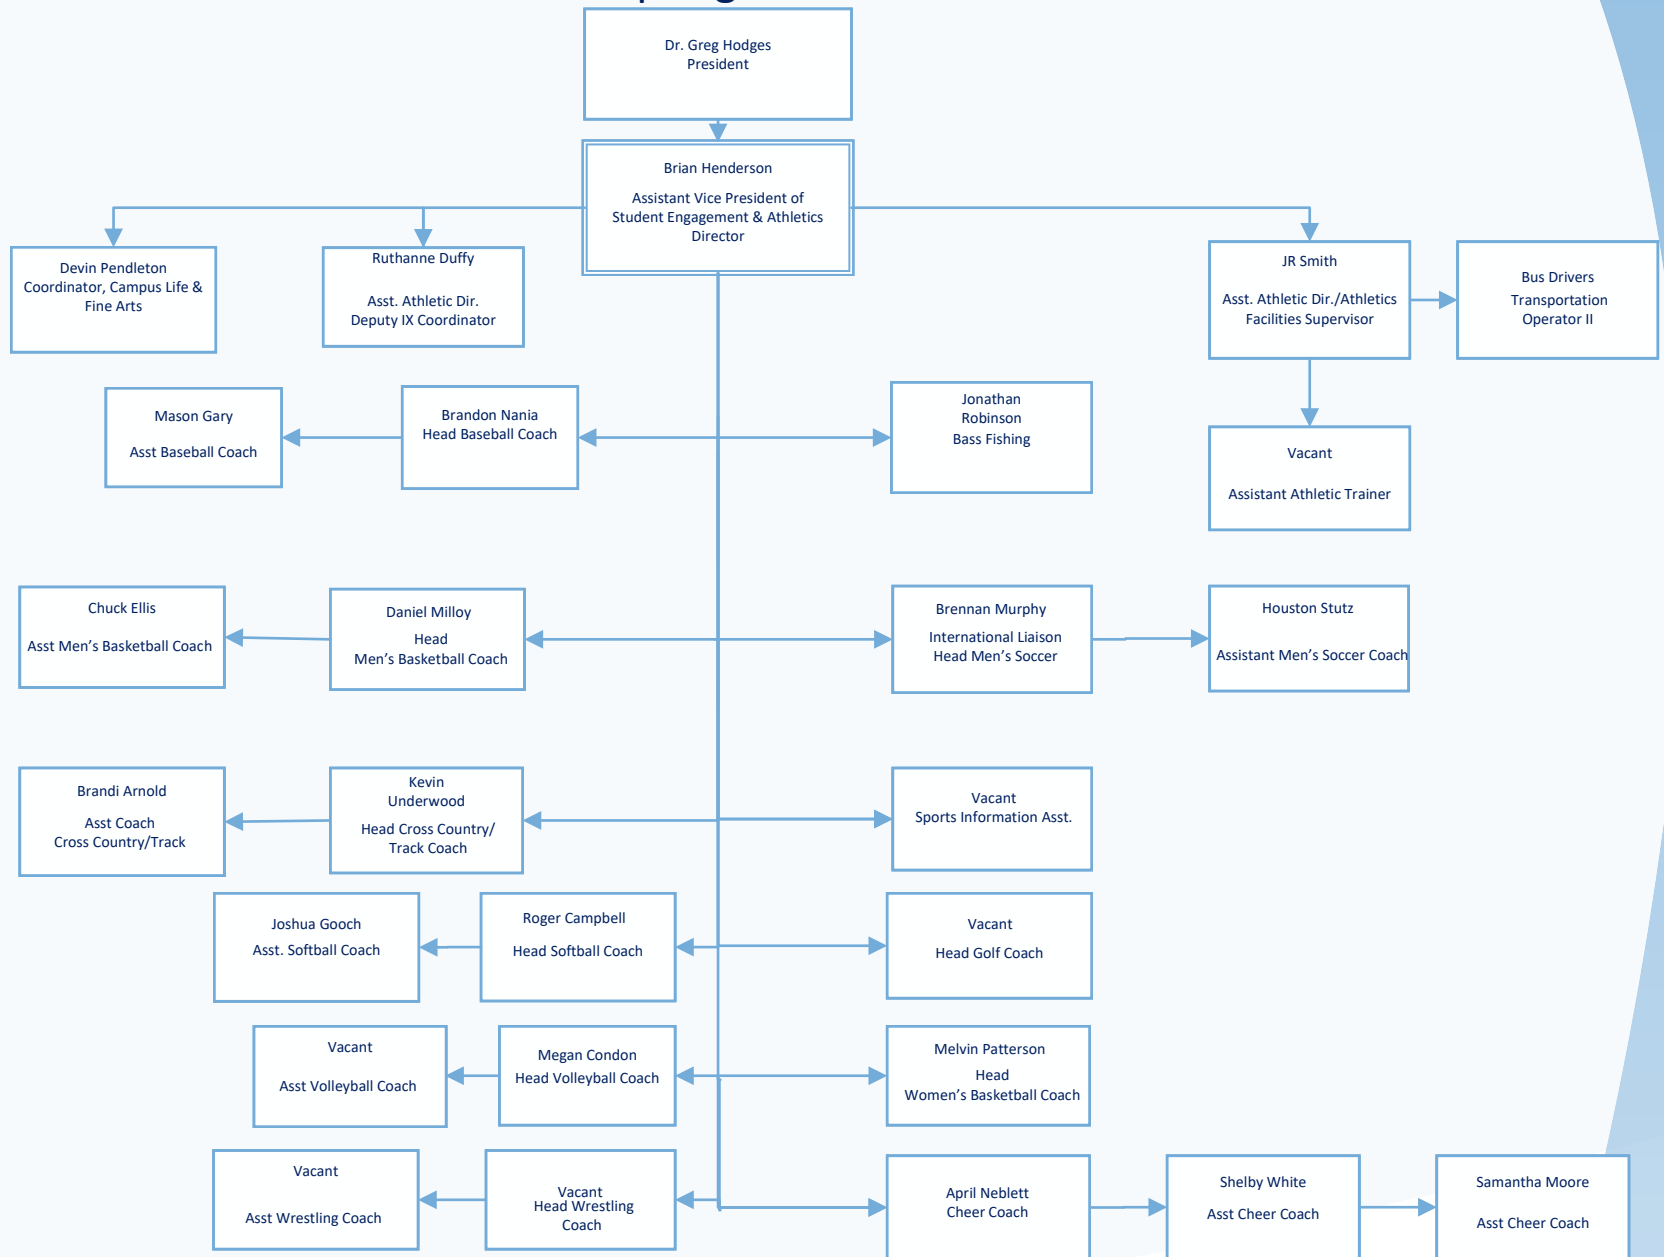 Dr. Greg Hodges
President
Brian Henderson
Assistant Vice President of
Student Engagement & Athletics
Director
Devin Pendleton
Coordinator, Campus Life &
Fine Arts
Ruthanne Duffy
Asst. Athletic Dir.
Deputy IX Coordinator
JR Smith
Asst. Athletic Dir./Athletics
Facilities Supervisor
Bus Drivers
Transportation
Operator II
Mason Gary
Asst Baseball Coach
Brandon Nania
Head Baseball Coach
Jonathan
Robinson
Bass Fishing
Vacant
Assistant Athletic Trainer
Chuck Ellis
Asst Men’s Basketball Coach
Daniel Milloy
Head
Men’s Basketball Coach
Brennan Murphy
International Liaison
Head Men’s Soccer
Houston Stutz
Assistant Men’s Soccer Coach
Brandi Arnold
Asst Coach
Cross Country/Track
Kevin
Underwood
Head Cross Country/
Track Coach
Vacant
Sports Information Asst.
Joshua Gooch
Asst. Softball Coach
Roger Campbell
Head Softball Coach
Vacant
Head Golf Coach
Vacant
Asst Volleyball Coach
Megan Condon
Head Volleyball Coach
Melvin Patterson
Head
Women’s Basketball Coach
Vacant
Asst Wrestling Coach
Vacant
Head Wrestling
Coach
April Neblett
Cheer Coach
Shelby White
Asst Cheer Coach
Samantha Moore
Asst Cheer Coach